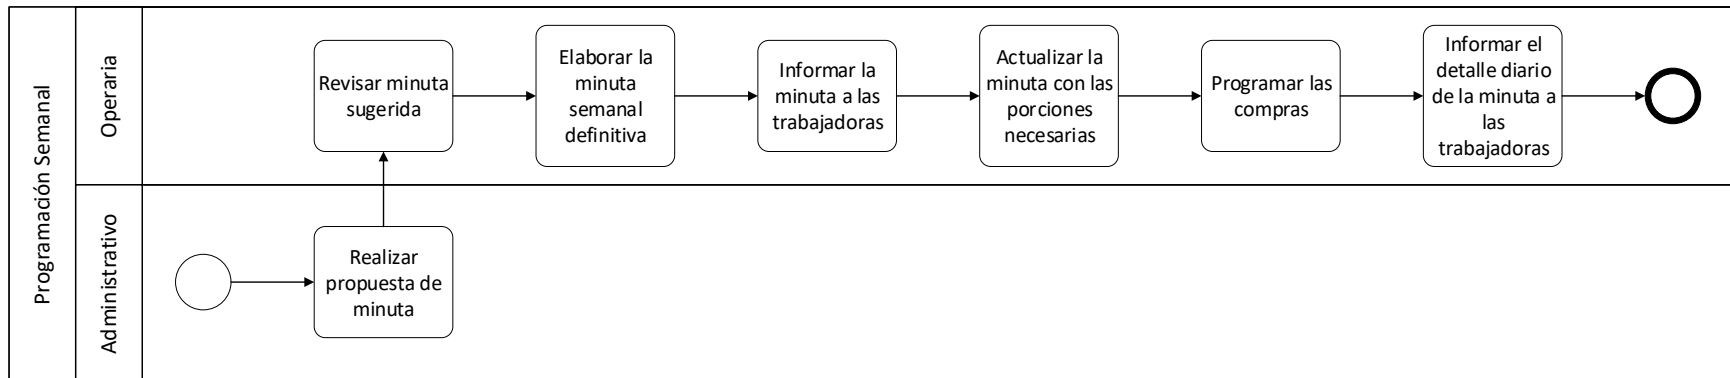 Programación Semanal
Operaria
Revisar minuta
sugerida
Elaborar la
minuta
semanal
definitiva
Informar la
minuta a las
trabajadoras
Actualizar la
minuta con las
porciones
necesarias
Programar las
compras
Informar el
detalle diario
de la minuta a
las
trabajadoras
Administrativo
Realizar
propuesta de
minuta